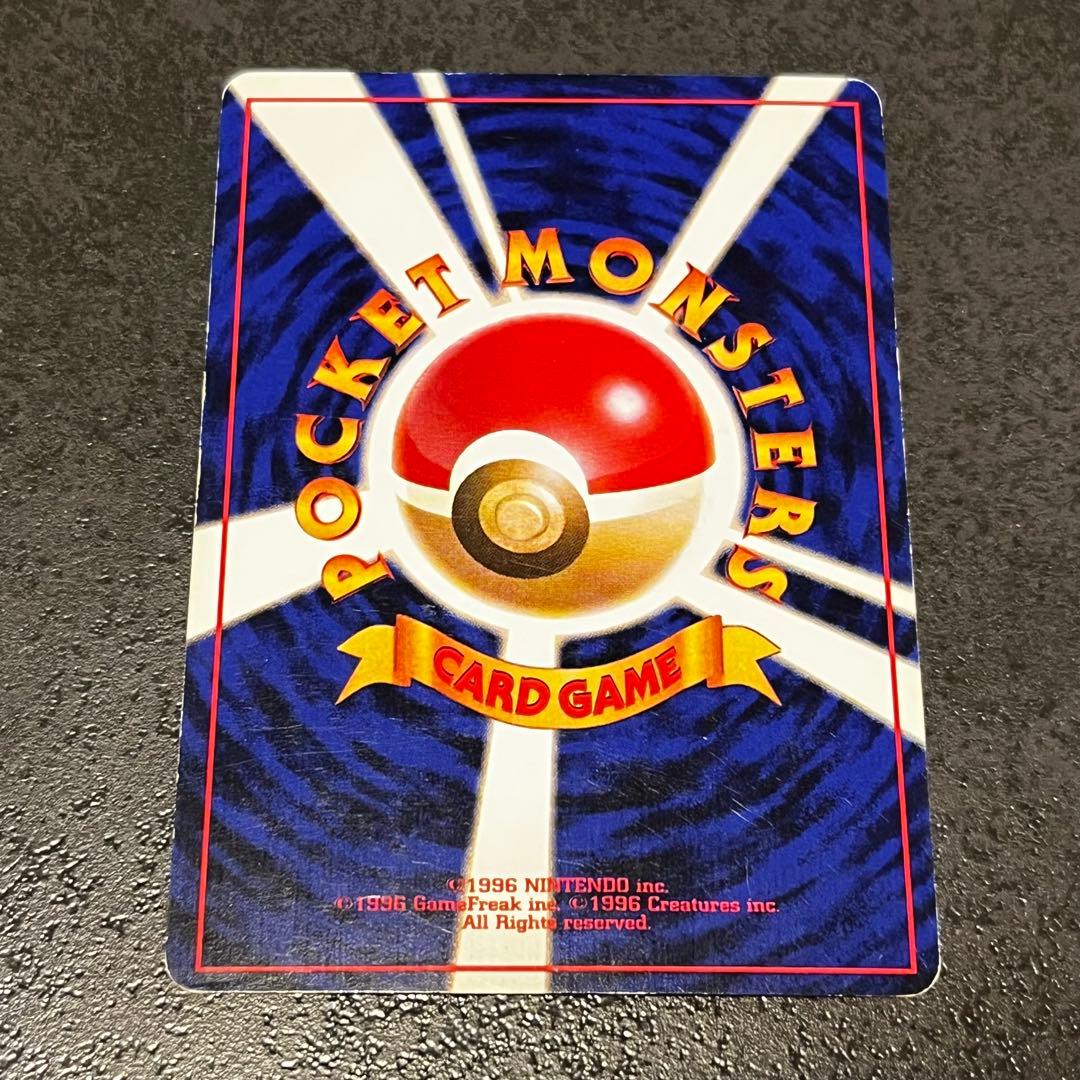 POCKET MONSTERS
CARD GAME
©1996 NINTENDO inc.
©1996 GameFreak inc. ©1996 Creatures inc.
All Rights reserved.